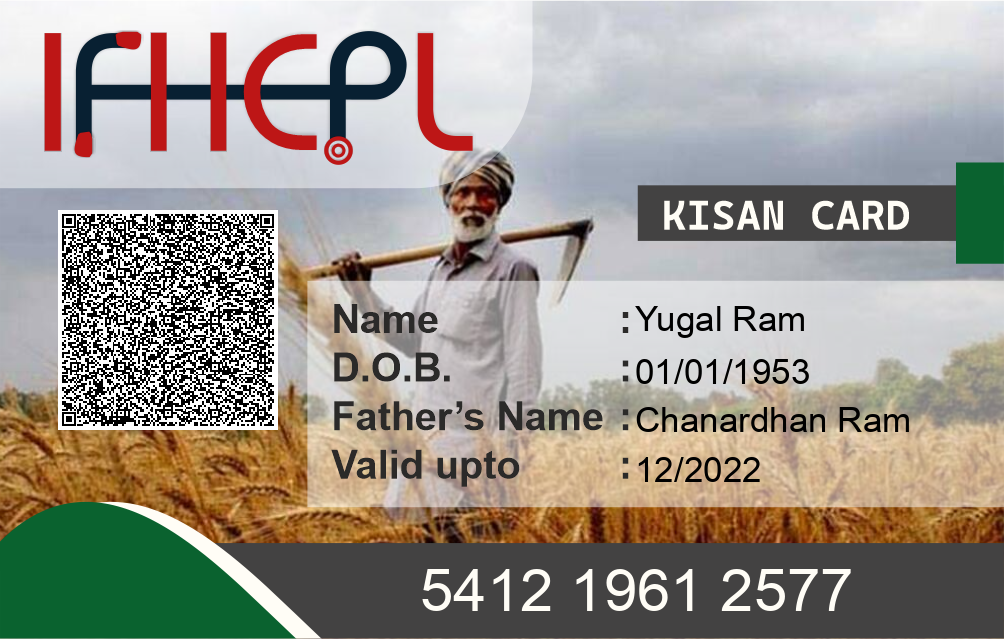 IFHEPL
KISAN CARD
Name : Yugal Ram
D.O.B. : 01/01/1953
Father’s Name : Chanardhan Ram
Valid upto : 12/2022
5412 1961 2577